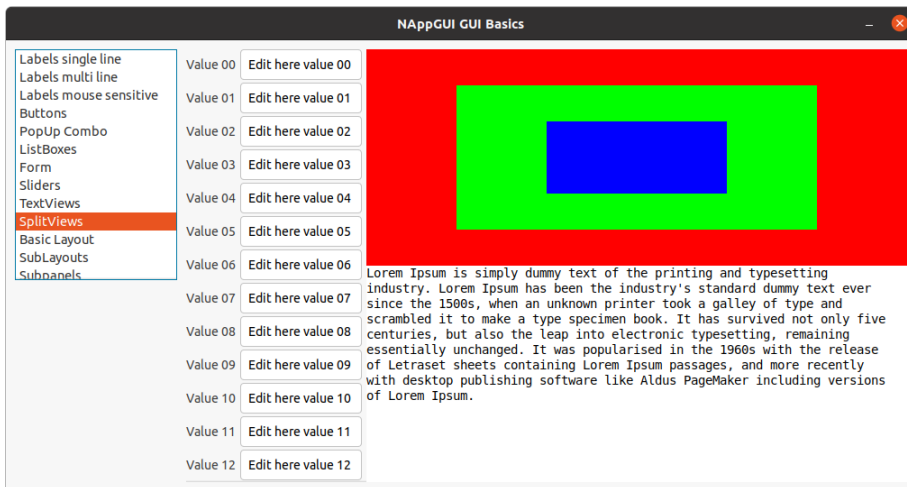 NAppGUI GUI Basics
Labels single line
Labels multi line
Labels mouse sensitive
Buttons
PopUp Combo
ListBoxes
Form
Sliders
TextViews
SplitViews
Basic Layout
SubLayouts
Subpanels
Value 00 Edit here value 00
Value 01 Edit here value 01
Value 02 Edit here value 02
Value 03 Edit here value 03
Value 04 Edit here value 04
Value 05 Edit here value 05
Value 06 Edit here value 06
Value 07 Edit here value 07
Value 08 Edit here value 08
Value 09 Edit here value 09
Value 10 Edit here value 10
Value 11 Edit here value 11
Value 12 Edit here value 12
Lorem Ipsum is simply dummy text of the printing and typesetting
industry. Lorem Ipsum has been the industry's standard dummy text ever
since the 1500s, when an unknown printer took a galley of type and
scrambled it to make a type specimen book. It has survived not only five
centuries, but also the leap into electronic typesetting, remaining
essentially unchanged. It was popularised in the 1960s with the release
of Letraset sheets containing Lorem Ipsum passages, and more recently
with desktop publishing software like Aldus PageMaker including versions
of Lorem Ipsum.